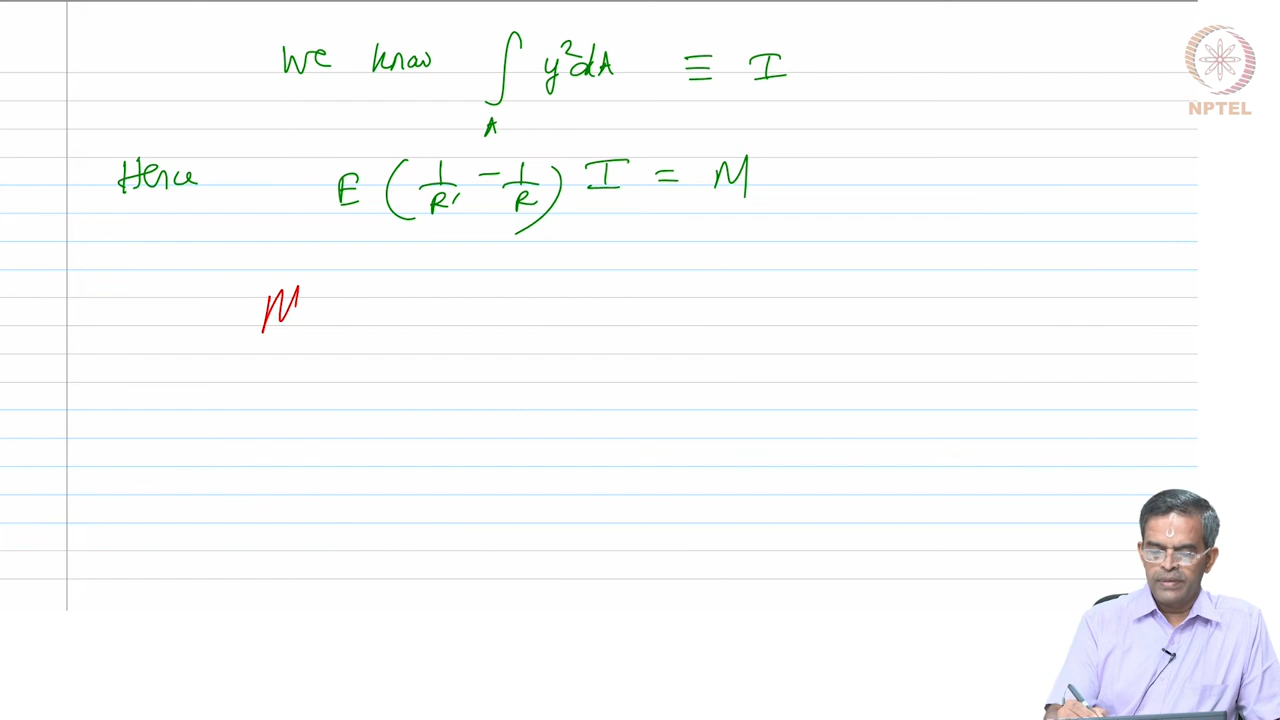 We know ∫_A y²dA ≡ I
NPTEL
Hence E (1/R' - 1/R) I = M
M